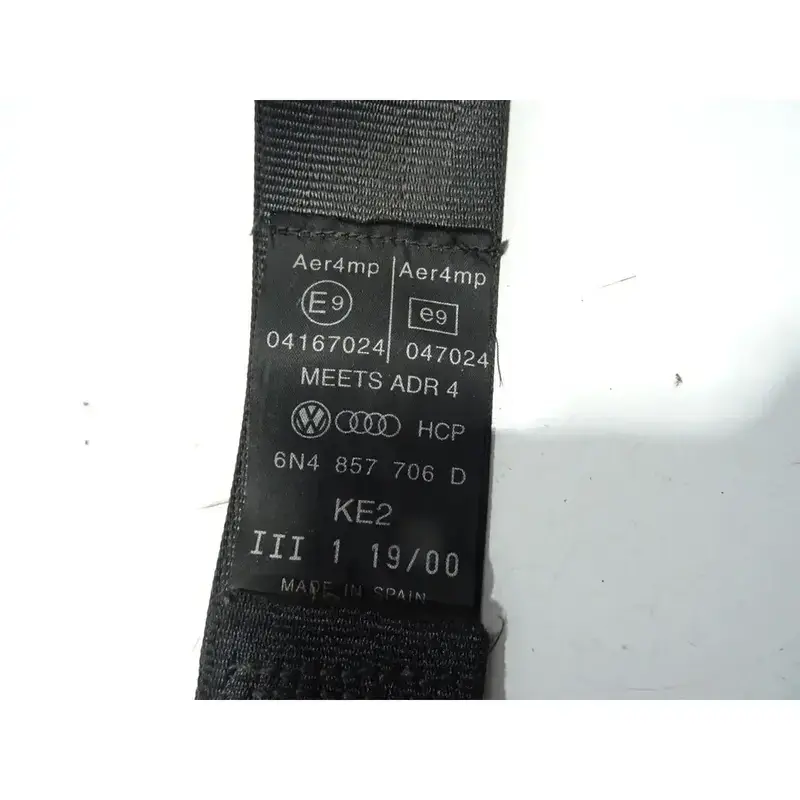 Aer4mp Aer4mp
E9 e9
04167024 047024
MEETS ADR 4
VW HCP
6N4 857 706 D
KE2
III 1 19/00
MADE IN SPAIN